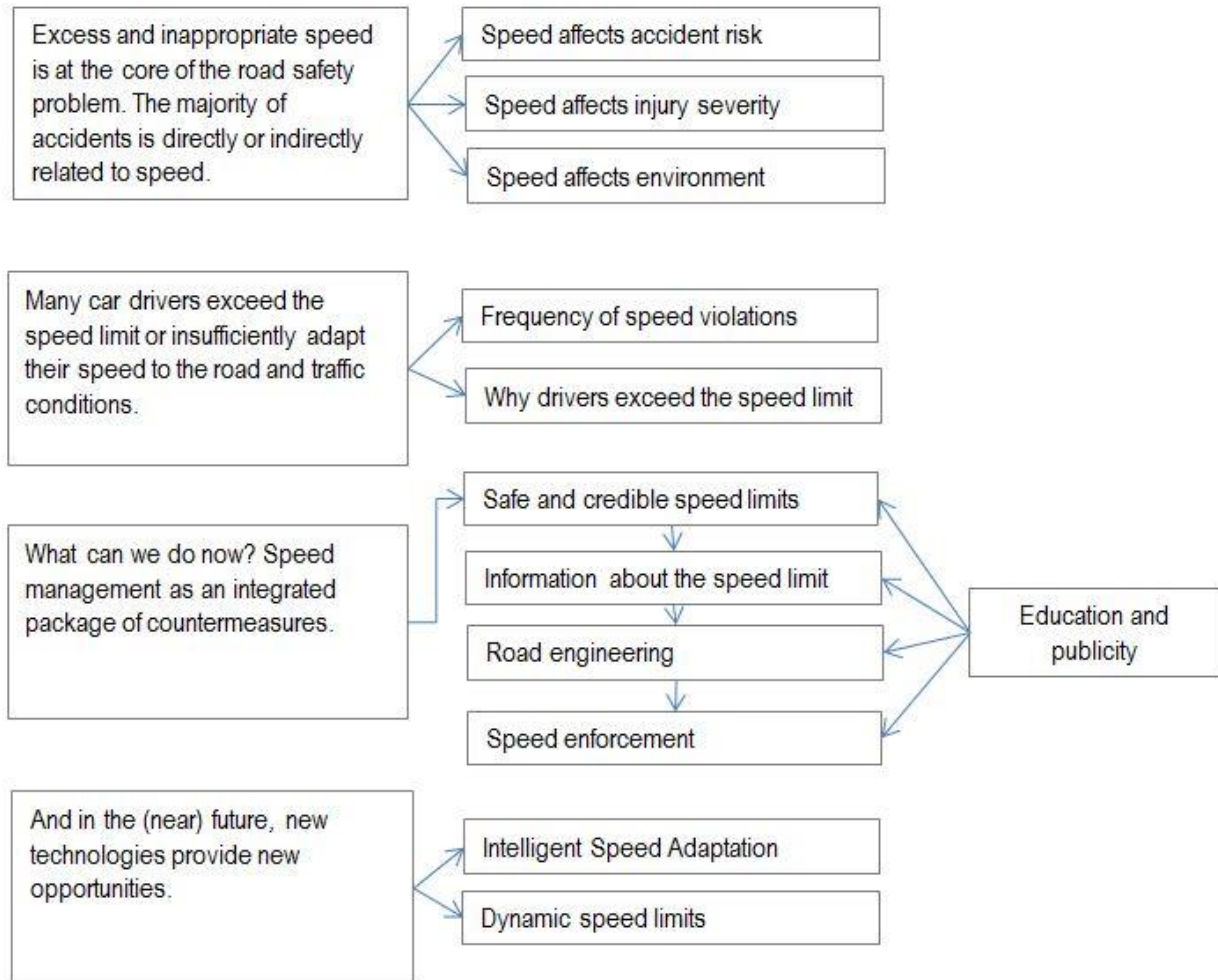 Excess and inappropriate speed
is at the core of the road safety
problem. The majority of
accidents is directly or indirectly
related to speed.
Speed affects accident risk
Speed affects injury severity
Speed affects environment
Many car drivers exceed the
speed limit or insufficiently adapt
their speed to the road and traffic
conditions.
Frequency of speed violations
Why drivers exceed the speed limit
What can we do now? Speed
management as an integrated
package of countermeasures.
Safe and credible speed limits
Information about the speed limit
Road engineering
Speed enforcement
Education and
publicity
And in the (near) future, new
technologies provide new
opportunities.
Intelligent Speed Adaptation
Dynamic speed limits